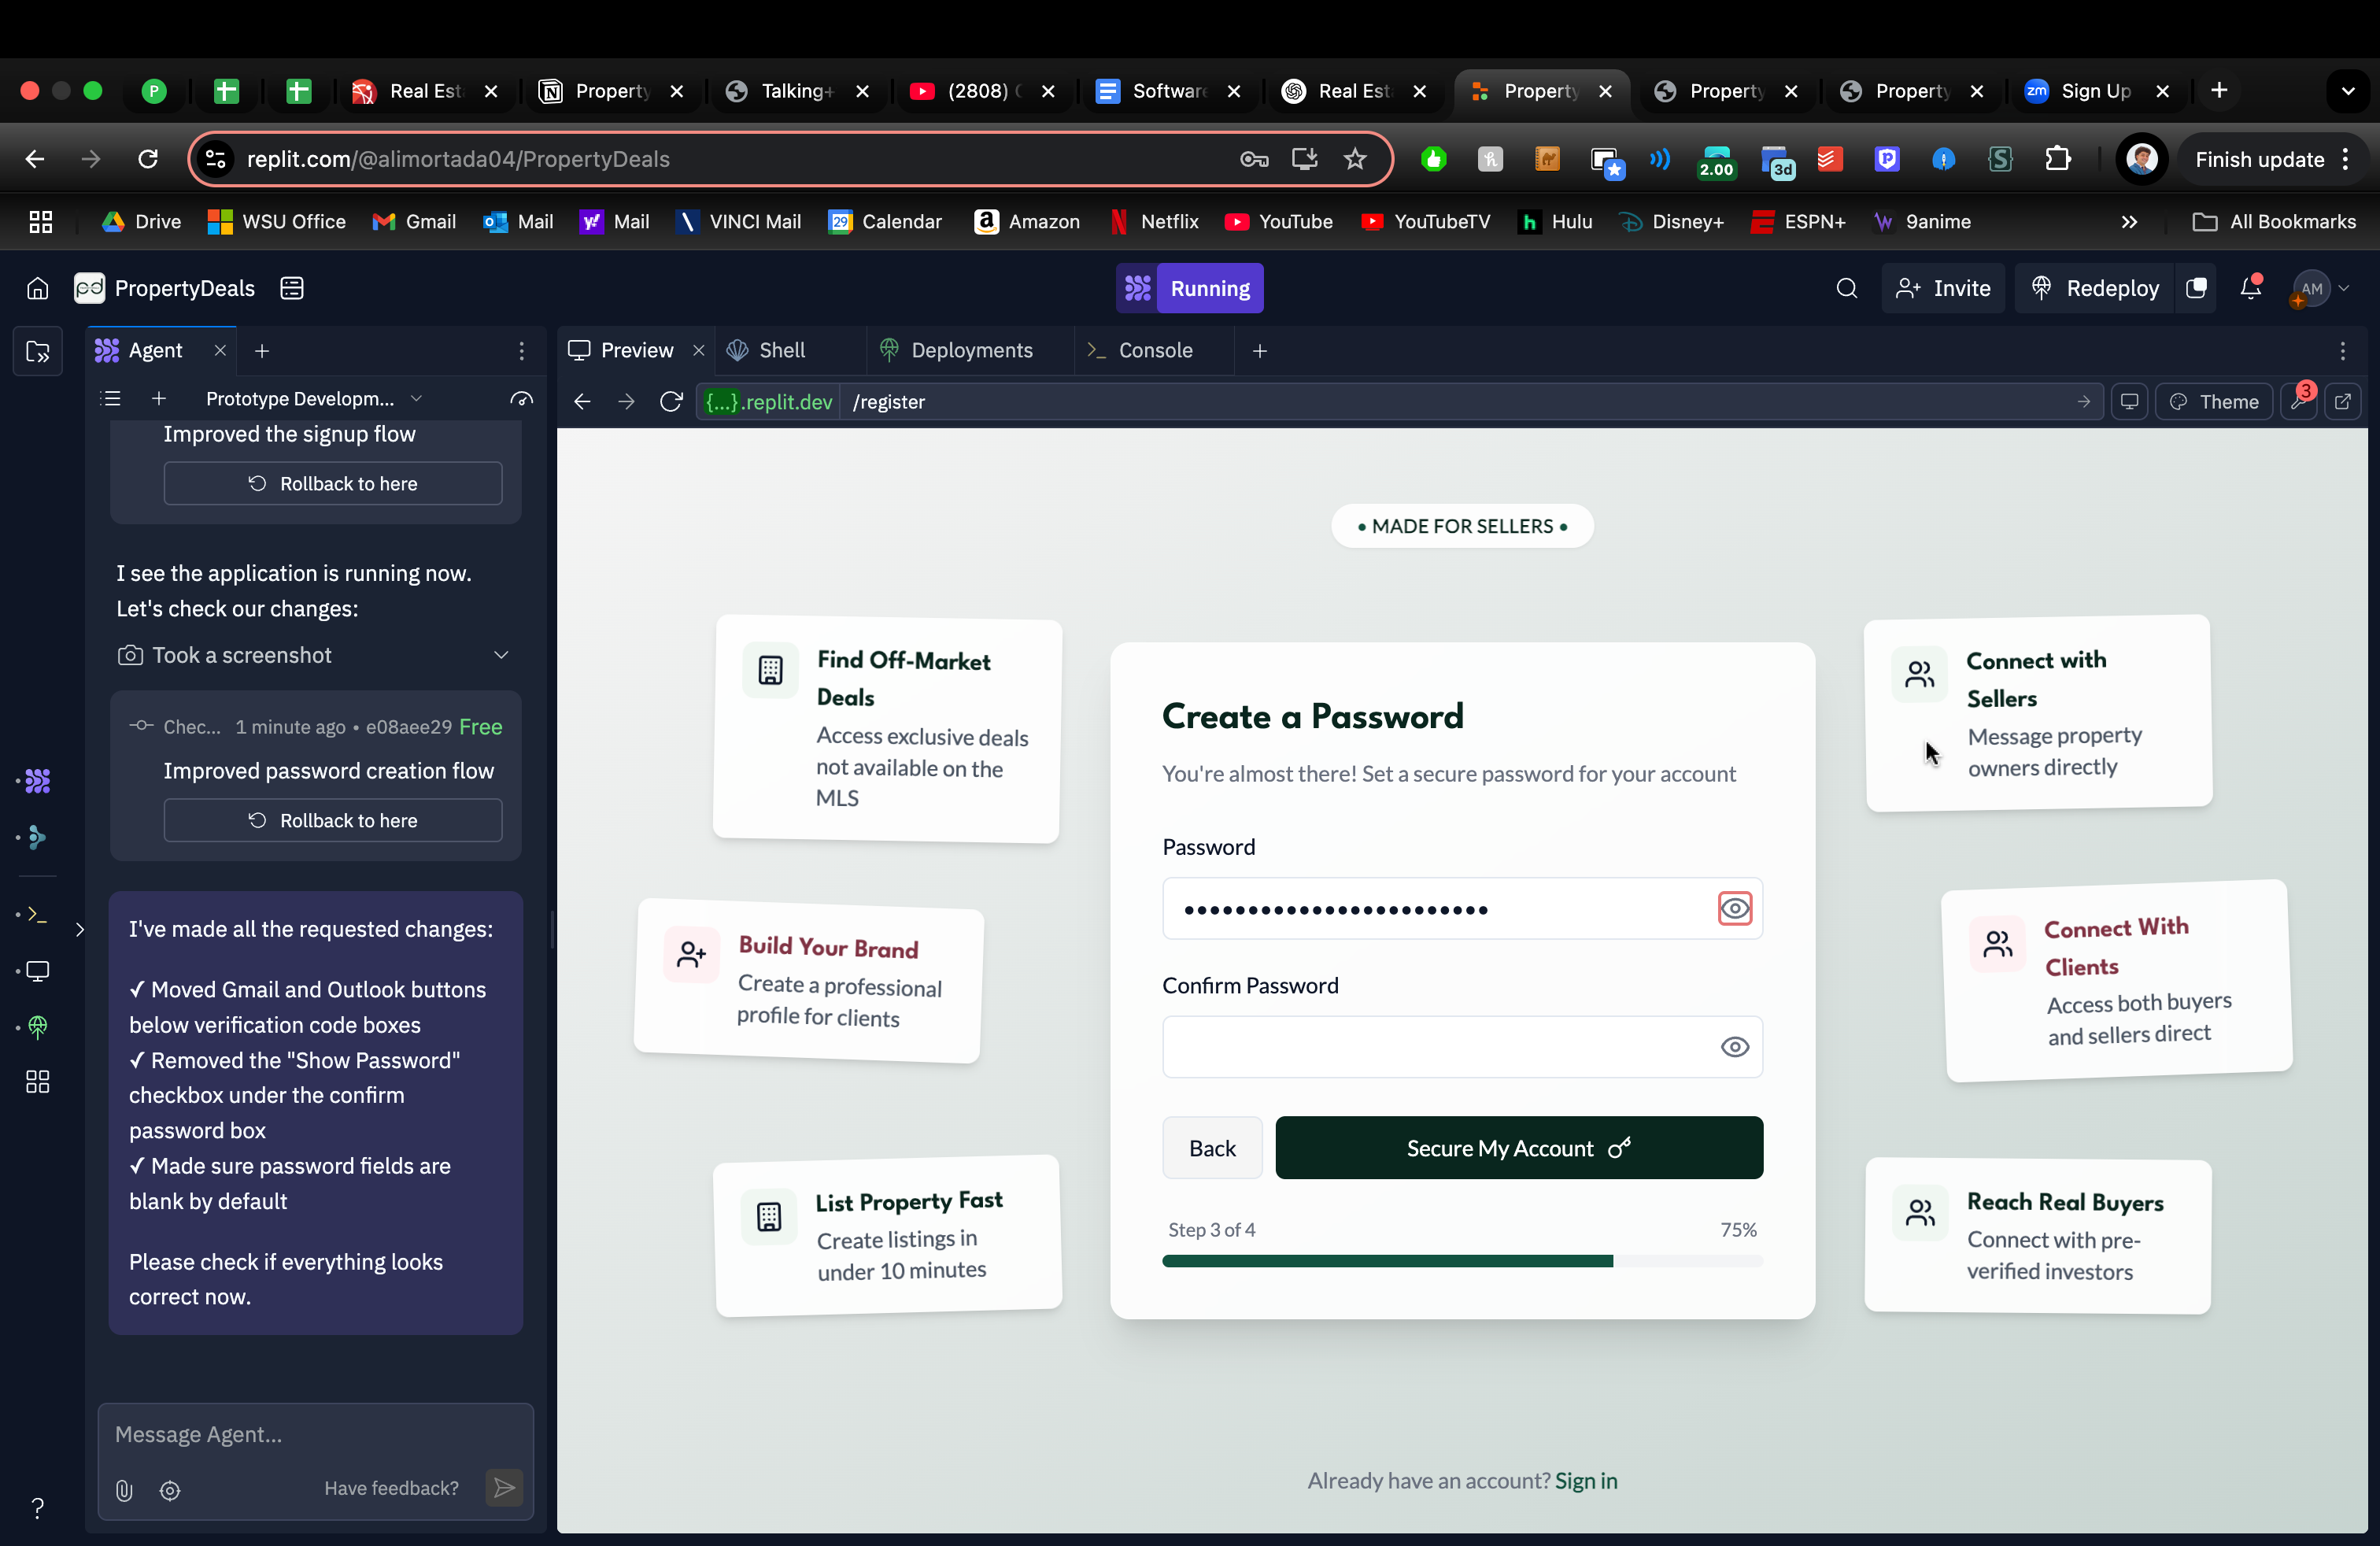 Real Est
Property
Talking+
(2808)
Software
Real Est
Property
Property
Property
zm
Sign Up
replit.com/@alimortada04/PropertyDeals
2.00
3d
Finish update
Drive
WSU Office
Gmail
Mail
Mail
VINCI Mail
29
Calendar
Amazon
Netflix
YouTube
YouTubeTV
Hulu
Disney+
ESPN+
9anime
All Bookmarks
pd
PropertyDeals
Running
Invite
Redeploy
AM
Agent
Preview
Shell
Deployments
Console
Prototype Developm...
{...}.replit.dev
/register
Theme
3
Improved the signup flow
Rollback to here
I see the application is running now.
Let's check our changes:
Took a screenshot
Chec... 1 minute ago • e08aee29 Free
Improved password creation flow
Rollback to here
I've made all the requested changes:
✓ Moved Gmail and Outlook buttons
below verification code boxes
✓ Removed the "Show Password"
checkbox under the confirm
password box
✓ Made sure password fields are
blank by default
Please check if everything looks
correct now.
Message Agent...
Have feedback?
• MADE FOR SELLERS •
Find Off-Market
Deals
Access exclusive deals
not available on the
MLS
Build Your Brand
Create a professional
profile for clients
List Property Fast
Create listings in
under 10 minutes
Create a Password
You're almost there! Set a secure password for your account
Password
Confirm Password
Back
Secure My Account
Step 3 of 4
75%
Connect with
Sellers
Message property
owners directly
Connect With
Clients
Access both buyers
and sellers direct
Reach Real Buyers
Connect with pre-
verified investors
Already have an account? Sign in